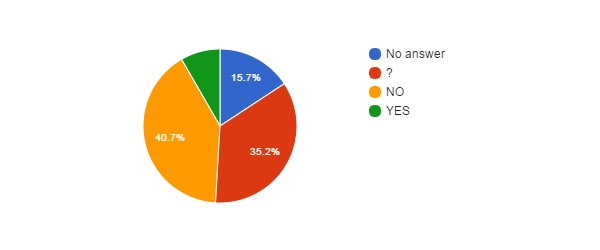 15.7%
35.2%
40.7%
No answer
?
NO
YES